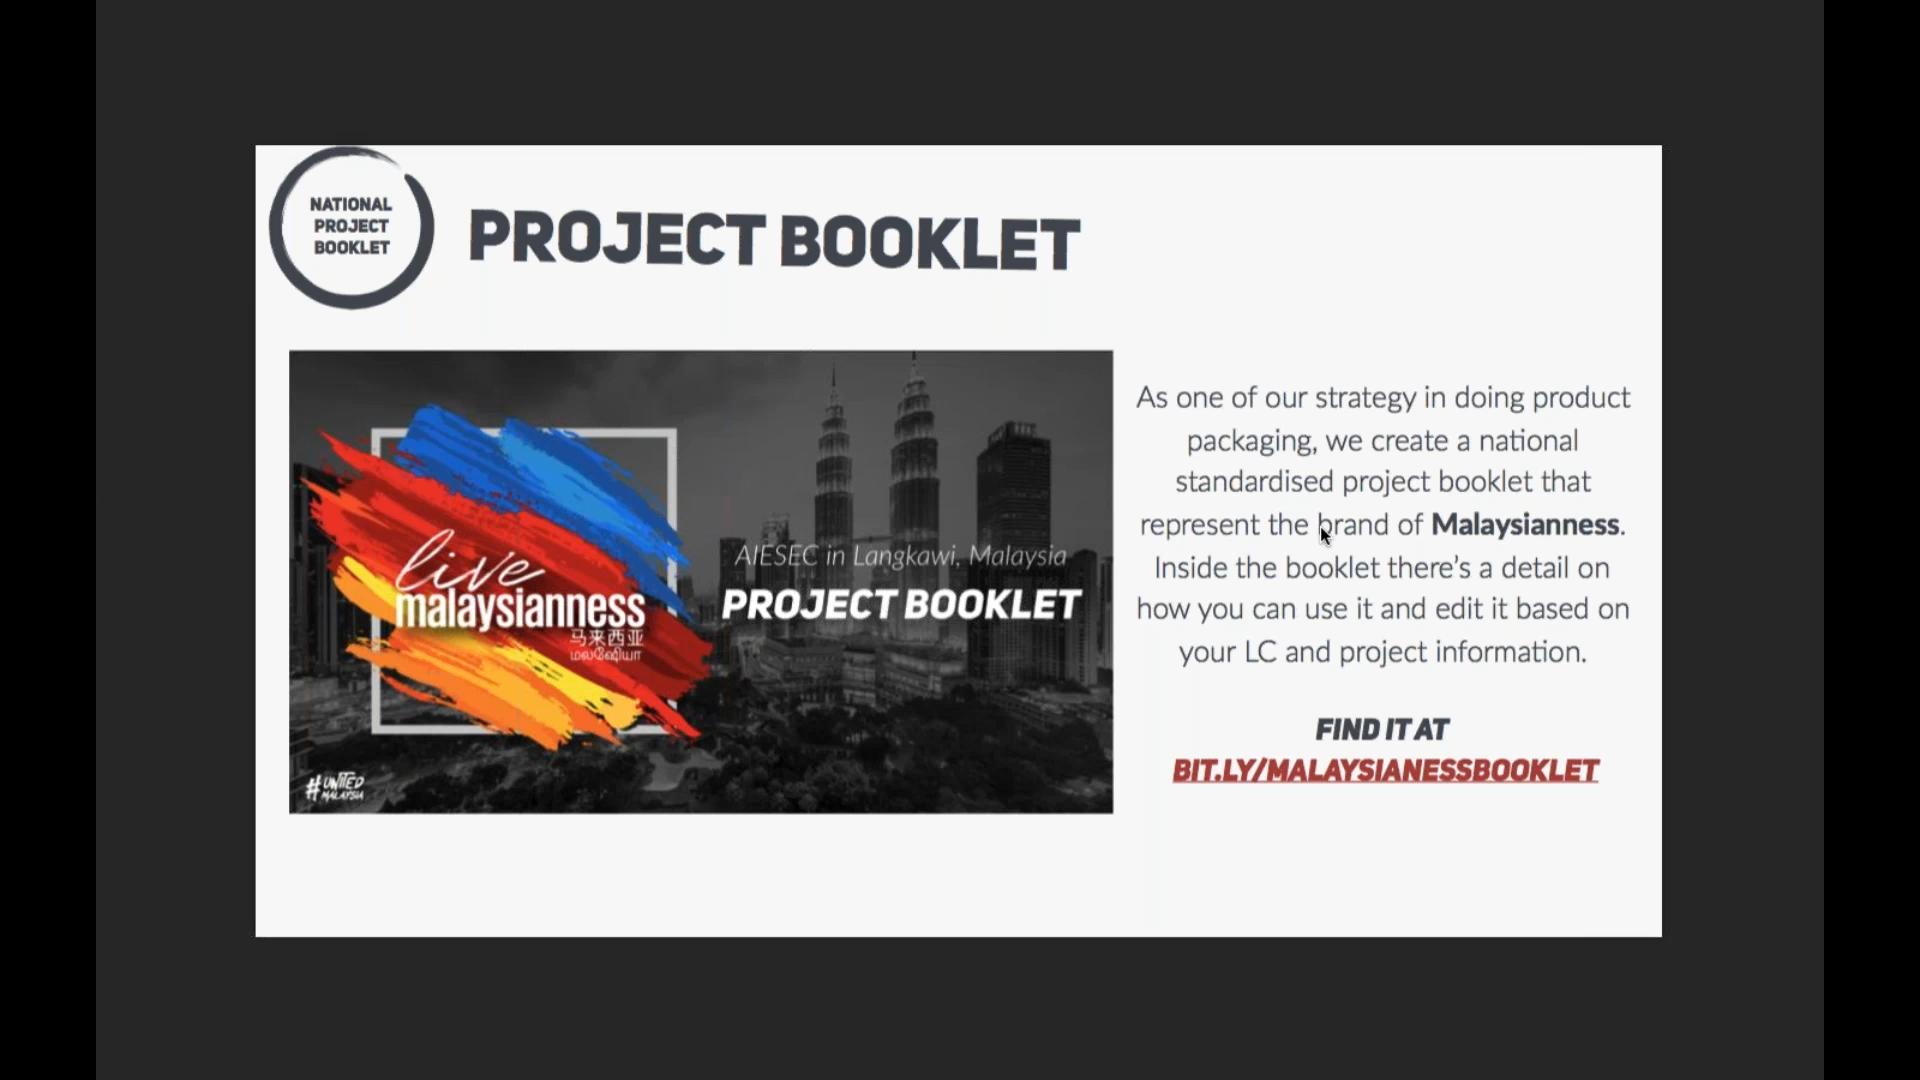 NATIONAL
PROJECT
BOOKLET
PROJECT BOOKLET
live
malaysianness
马来西亚
மலேஷியா
AIESEC in Langkawi, Malaysia
PROJECT BOOKLET
#UNITED
MALAYSIA
As one of our strategy in doing product
packaging, we create a national
standardised project booklet that
represent the brand of Malaysianness.
Inside the booklet there's a detail on
how you can use it and edit it based on
your LC and project information.
FIND IT AT
BIT.LY/MALAYSIANESSBOOKLET